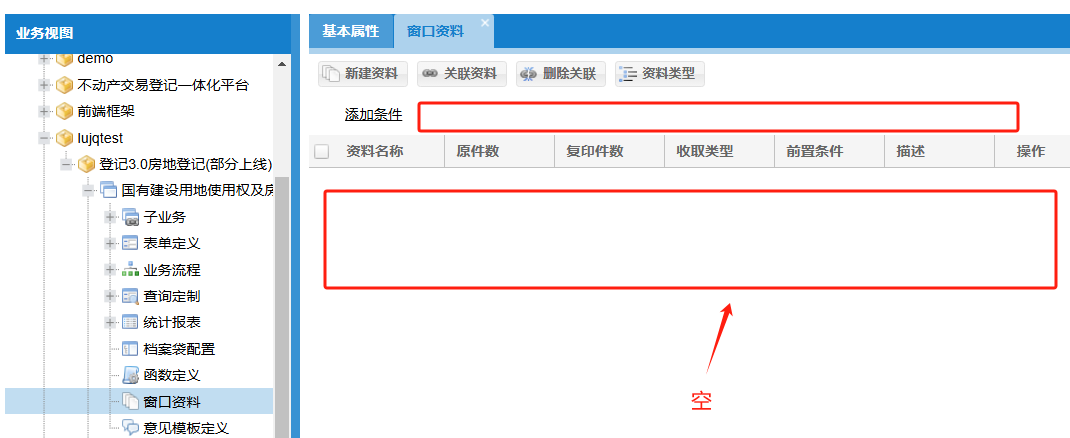 业务视图
demo
不动产交易登记一体化平台
前端框架
lujqtest
登记3.0房地登记(部分上线)
国有建设用地使用权及房
子业务
表单定义
业务流程
查询定制
统计报表
档案袋配置
函数定义
窗口资料
意见模板定义
基本属性 窗口资料
新建资料 关联资料 删除关联 资料类型
添加条件
资料名称 原件数 复印件数 收取类型 前置条件 描述 操作
空